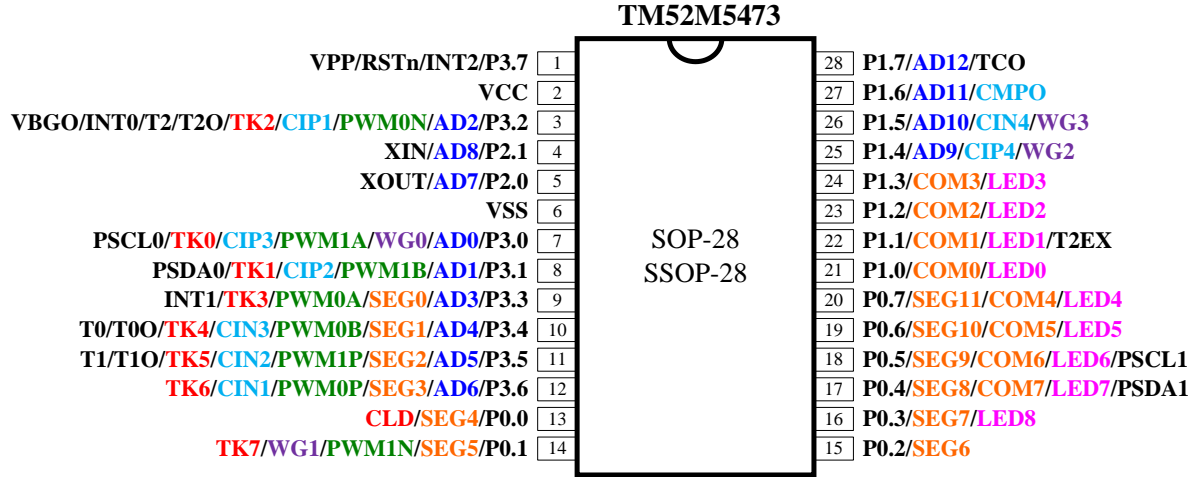 TM52M5473
VPP/RSTn/INT2/P3.7 1 28 P1.7/AD12/TCO
VCC 2 27 P1.6/AD11/CMPO
VBGO/INT0/T2/T2O/TK2/CIP1/PWM0N/AD2/P3.2 3 26 P1.5/AD10/CIN4/WG3
XIN/AD8/P2.1 4 25 P1.4/AD9/CIP4/WG2
XOUT/AD7/P2.0 5 24 P1.3/COM3/LED3
VSS 6 23 P1.2/COM2/LED2
PSCL0/TK0/CIP3/PWM1A/WG0/AD0/P3.0 7 SOP-28 22 P1.1/COM1/LED1/T2EX
PSDA0/TK1/CIP2/PWM1B/AD1/P3.1 8 SSOP-28 21 P1.0/COM0/LED0
INT1/TK3/PWM0A/SEG0/AD3/P3.3 9 20 P0.7/SEG11/COM4/LED4
T0/T0O/TK4/CIN3/PWM0B/SEG1/AD4/P3.4 10 19 P0.6/SEG10/COM5/LED5
T1/T1O/TK5/CIN2/PWM1P/SEG2/AD5/P3.5 11 18 P0.5/SEG9/COM6/LED6/PSCL1
TK6/CIN1/PWM0P/SEG3/AD6/P3.6 12 17 P0.4/SEG8/COM7/LED7/PSDA1
CLD/SEG4/P0.0 13 16 P0.3/SEG7/LED8
TK7/WG1/PWM1N/SEG5/P0.1 14 15 P0.2/SEG6